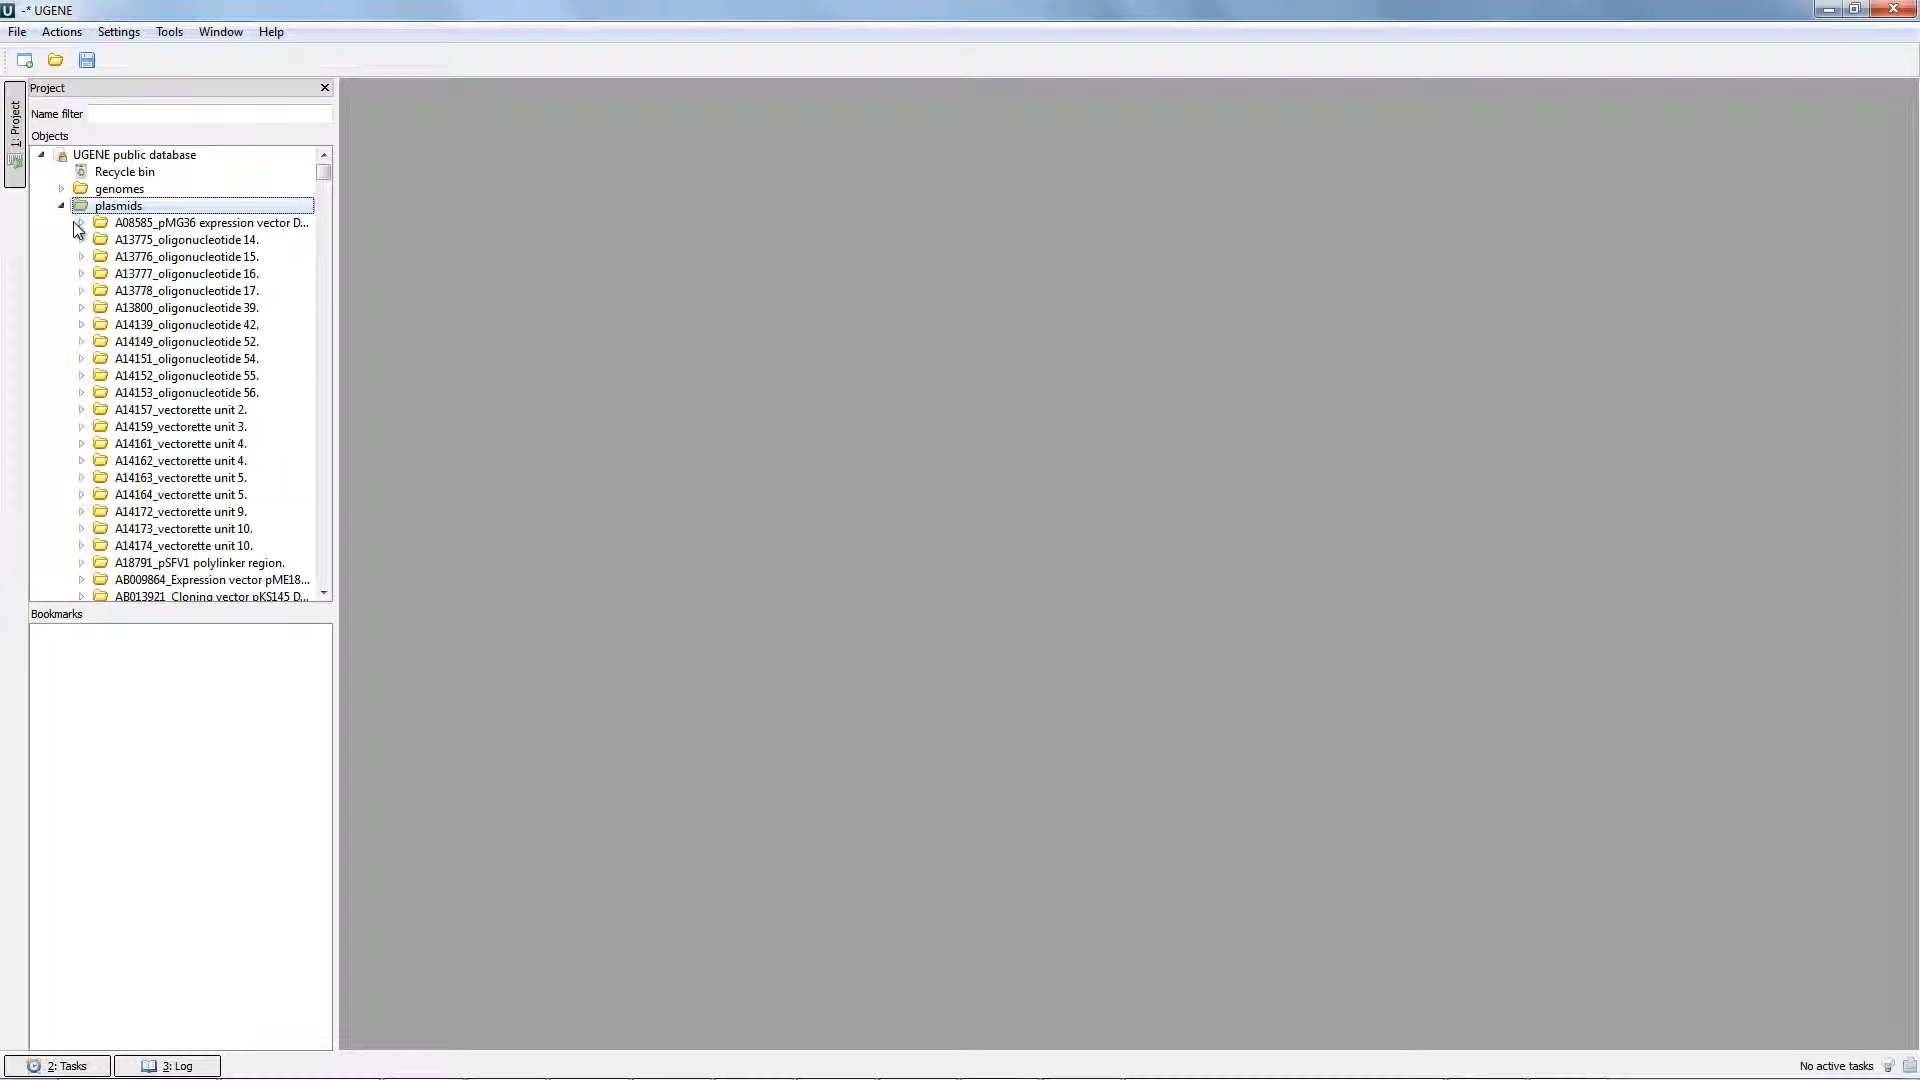 U -* UGENE
File Actions Settings Tools Window Help
Project
1: Project
Name filter
Objects
UGENE public database
Recycle bin
genomes
plasmids
A08585_pMG36 expression vector D...
A13775_oligonucleotide 14.
A13776_oligonucleotide 15.
A13777_oligonucleotide 16.
A13778_oligonucleotide 17.
A13800_oligonucleotide 39.
A14139_oligonucleotide 42.
A14149_oligonucleotide 52.
A14151_oligonucleotide 54.
A14152_oligonucleotide 55.
A14153_oligonucleotide 56.
A14157_vectorette unit 2.
A14159_vectorette unit 3.
A14161_vectorette unit 4.
A14162_vectorette unit 4.
A14163_vectorette unit 5.
A14164_vectorette unit 5.
A14172_vectorette unit 9.
A14173_vectorette unit 10.
A14174_vectorette unit 10.
A18791_pSFV1 polylinker region.
AB009864_Expression vector pME18...
AB013921_Cloning vector pKS145 D...
Bookmarks
2: Tasks 3: Log No active tasks